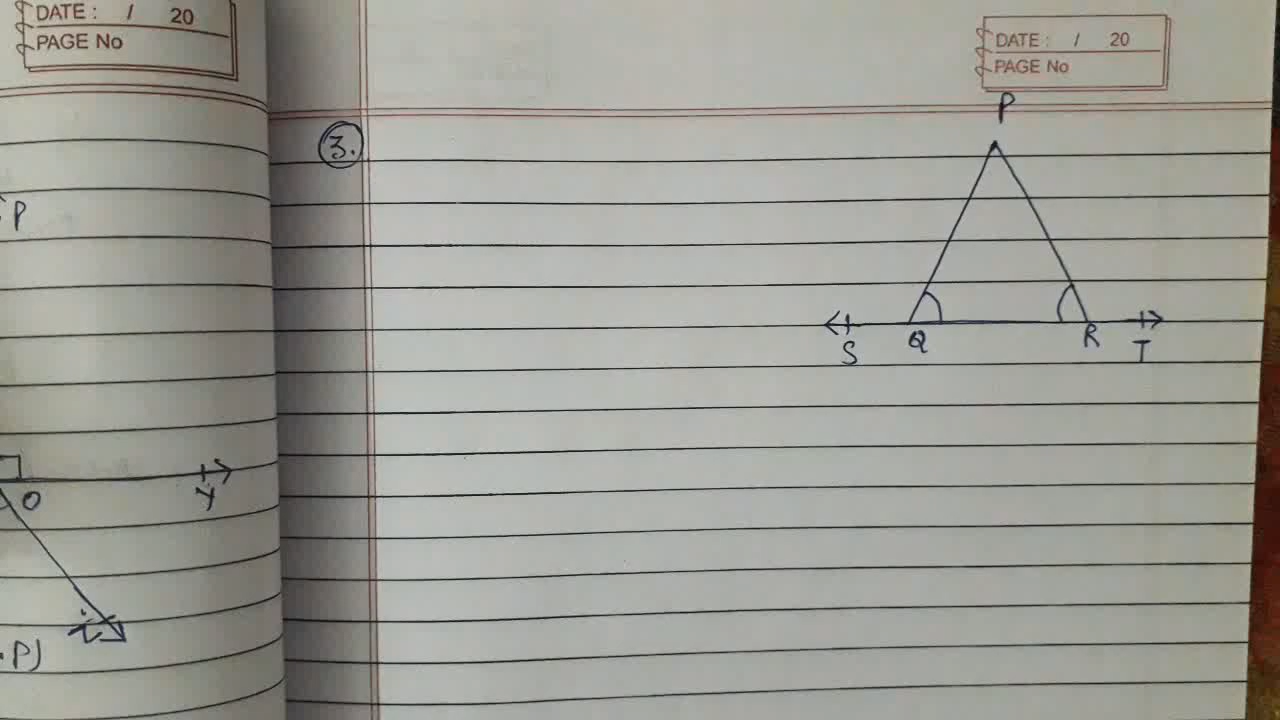 DATE : / 20
PAGE No
P
O
Y
.P)
DATE : / 20
PAGE No
3.
P
S Q R T